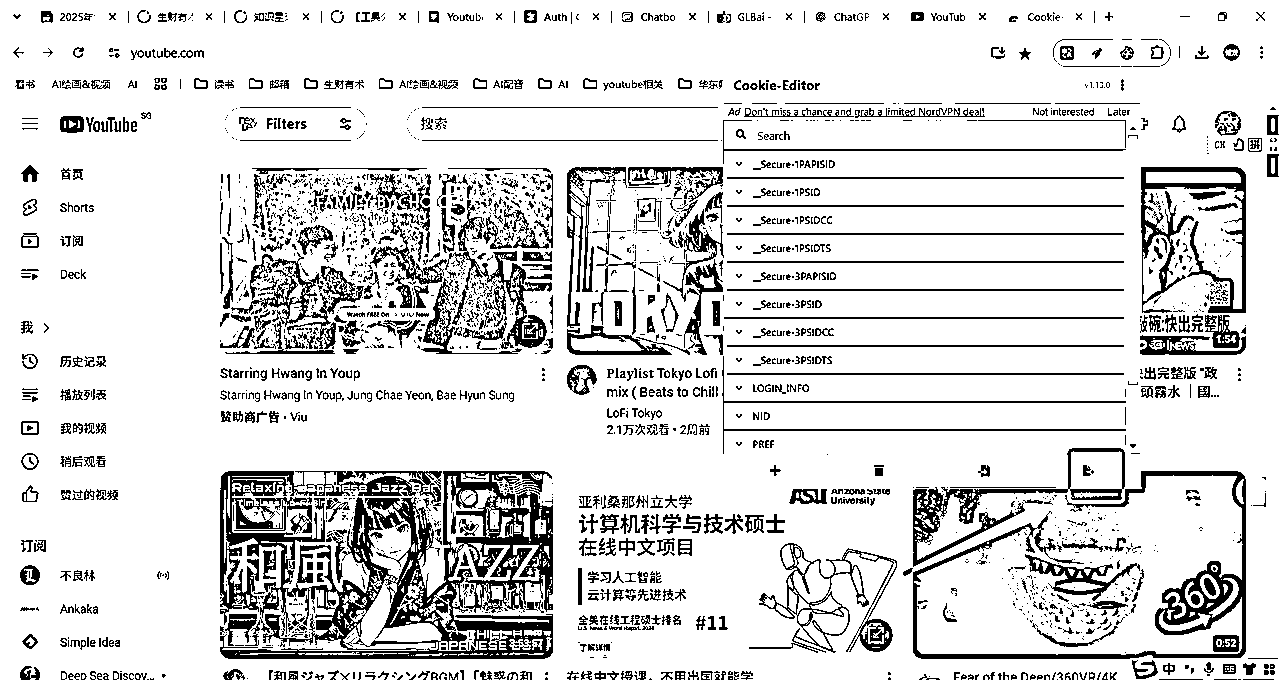 2025年
生财有
知识星
【工具
Youtub
Auth | (
Chatbo
GLBai -
ChatGP
YouTub
Cookie-
youtube.com
AI绘画&视频
AI
读书
邮箱
生财有术
AI绘画&视频
AI配音
AI
youtube相关
华东
Cookie-Editor
v1.13.0
Ad Don't miss a chance and grab a limited NordVPN deal!
Not interested
Later
YouTube SG
Filters
搜索
Search
CH
拼
首页
Shorts
订阅
Deck
我
历史记录
播放列表
我的视频
稍后观看
赞过的视频
订阅
不良林
Ankaka
Simple Idea
Deep Sea Discov...
__Secure-1PAPISID
__Secure-1PSID
__Secure-1PSIDCC
__Secure-1PSIDTS
__Secure-3PAPISID
__Secure-3PSID
__Secure-3PSIDCC
__Secure-3PSIDTS
LOGIN_INFO
NID
PREF
FAMILY BY CHOICE
Starring Hwang In Youp
Starring Hwang In Youp, Jung Chae Yeon, Bae Hyun Sung
赞助商广告 · Viu
TOKYO
Playlist Tokyo Lofi
mix ( Beats to Chill
LoFi Tokyo
2.1万次观看 • 2周前
敲碗:快出完整版
NEWS
1:54
出完整版 "政
頭霧水 ｜國...
Relaxing Japanese Jazz Bar
和風 JAZZ
JAPANESE
【和風ジャズ×リラクシングBGM】「魅惑の和
ASU Arizona State University
亚利桑那州立大学
计算机科学与技术硕士
在线中文项目
学习人工智能
云计算等先进技术
全美在线工程硕士排名 #11
了解详情
在线中文授课，不用出国就能学
360°
0:52
Fear of the Deep/360VR/4K
中